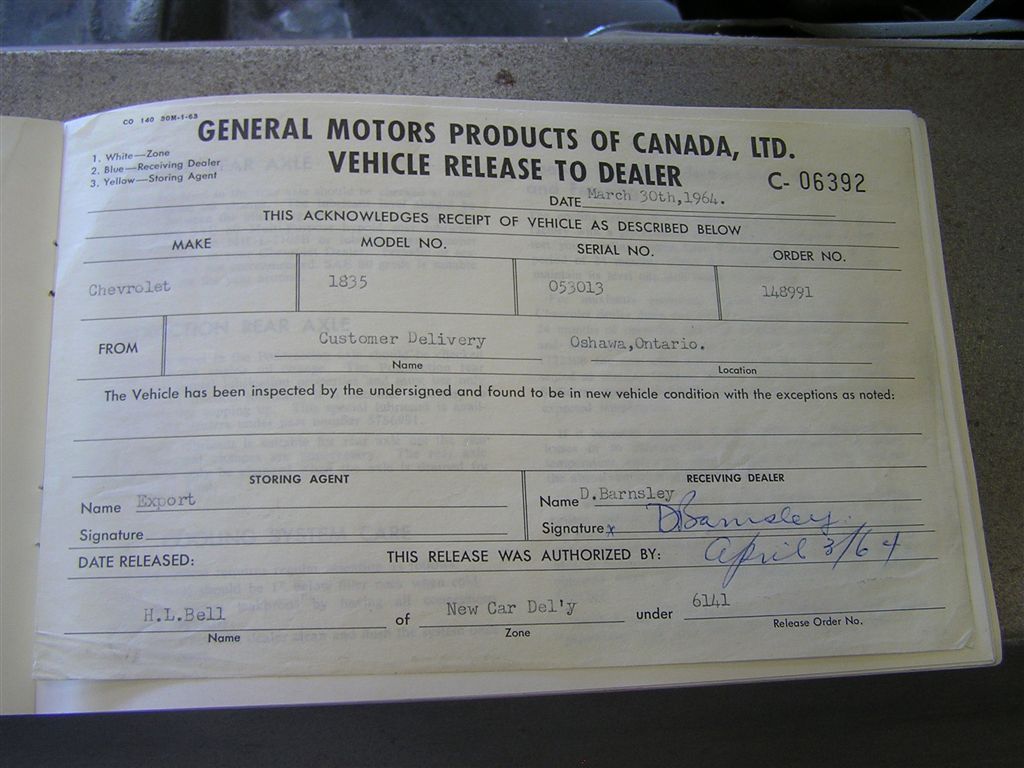 CO 140 20M-1-63
GENERAL MOTORS PRODUCTS OF CANADA, LTD.
1. White—Zone
2. Blue—Receiving Dealer
3. Yellow—Storing Agent
VEHICLE RELEASE TO DEALER
C- 06392
DATE March 30th,1964.
THIS ACKNOWLEDGES RECEIPT OF VEHICLE AS DESCRIBED BELOW
MAKE MODEL NO. SERIAL NO. ORDER NO.
Chevrolet 1835 053013 148991
FROM Customer Delivery Oshawa,Ontario.
Name Location
The Vehicle has been inspected by the undersigned and found to be in new vehicle condition with the exceptions as noted:
STORING AGENT RECEIVING DEALER
Name Export Name D.Barnsley
Signature Signature x D Barnsley.
DATE RELEASED: THIS RELEASE WAS AUTHORIZED BY: April 3/64
H.L.Bell of New Car Del'y under 6141
Name Zone Release Order No.